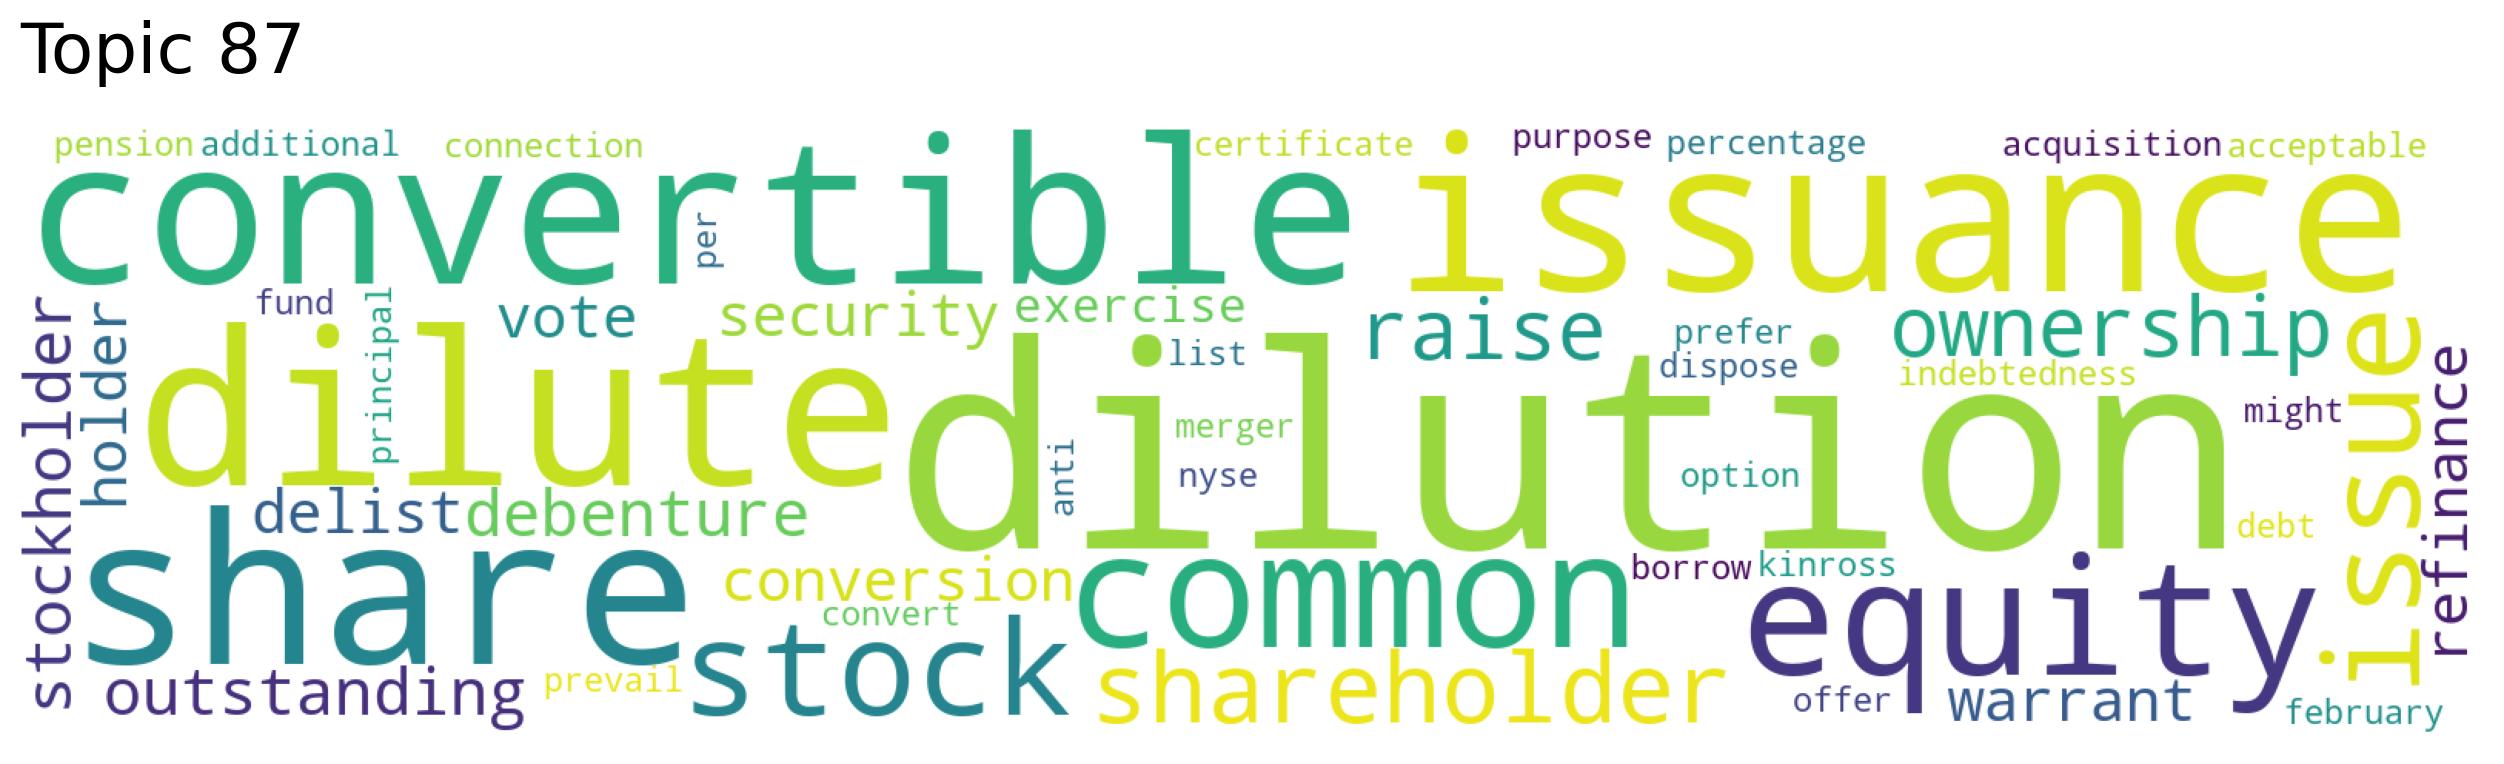 Topic 87
pension additional connection certificate purpose percentage acquisition acceptable
convertible issuance
per
fund vote security exercise raise ownership
principal
list prefer
dispose indebtedness
stockholder holder
diluted dilution
merger might
anti nyse option
issue refinance
delist debenture debt
share conversion common borrow kinross equity
convert
outstanding prevail stock shareholder offer warrant february